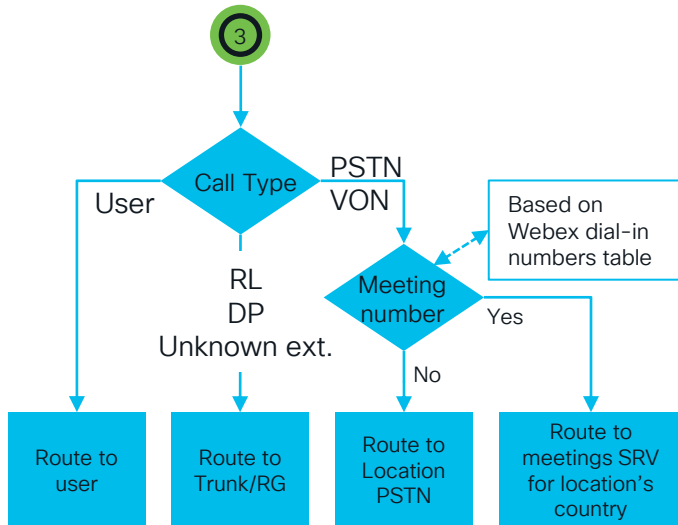 3
Call Type
User
PSTN
VON
Based on
Webex dial-in
numbers table
RL
DP
Unknown ext.
Meeting
number
Yes
No
Route to
user
Route to
Trunk/RG
Route to
Location
PSTN
Route to
meetings SRV
for location's
country